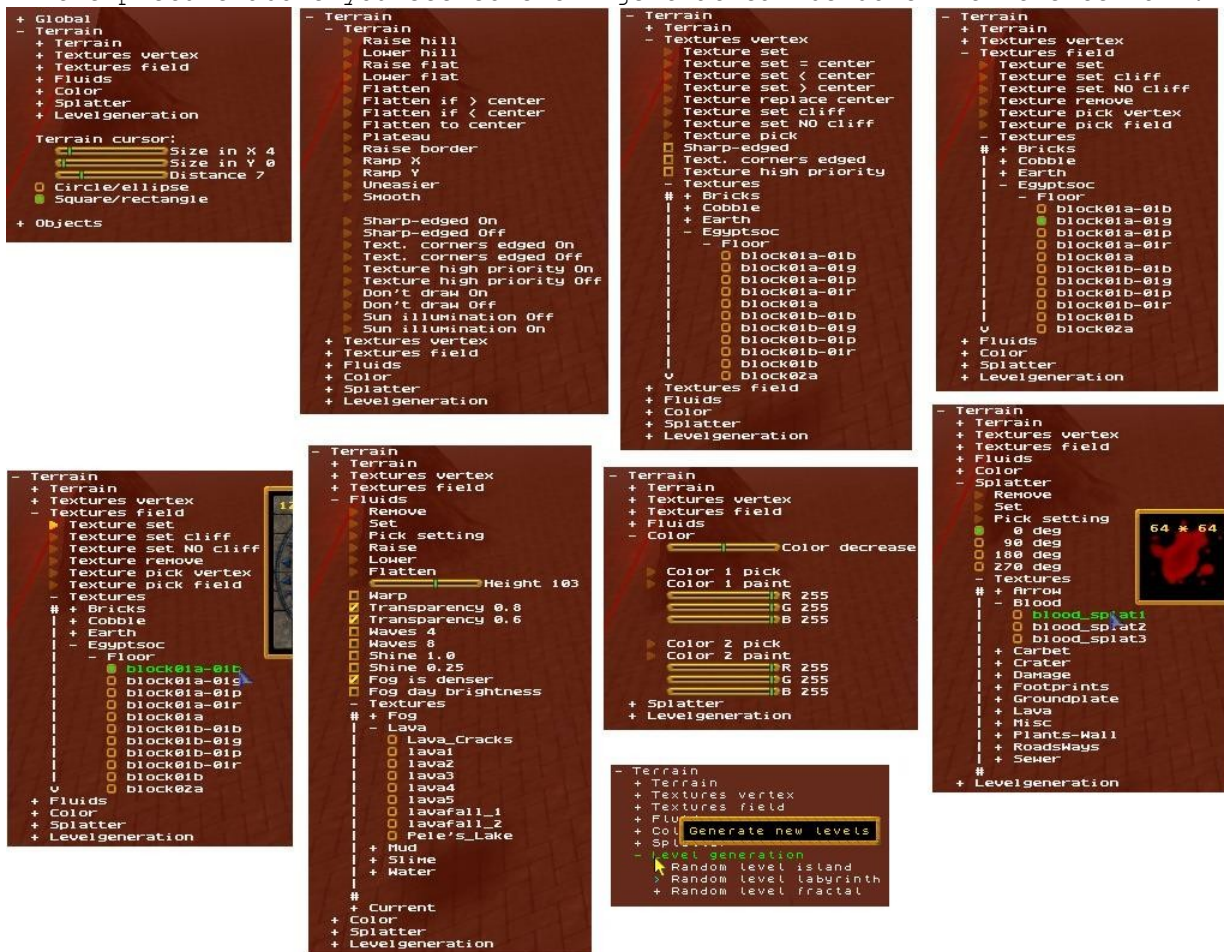 + Global
- Terrain
+ Terrain
+ Textures vertex
+ Textures field
+ Fluids
+ Color
+ Splatter
+ Levelgeneration
Terrain cursor:
Size in X 4
Size in Y 0
Distance 7
Circle/ellipse
Square/rectangle
+ Objects
- Terrain
- Terrain
Raise hill
Lower hill
Raise flat
Lower flat
Flatten
Flatten if > center
Flatten if < center
Flatten to center
Plateau
Raise border
Ramp X
Ramp Y
Uneasier
Smooth
Sharp-edged On
Sharp-edged Off
Text. corners edged On
Text. corners edged Off
Texture high priority On
Texture high priority Off
Don't draw On
Don't draw Off
Sun illumination Off
Sun illumination On
+ Textures vertex
+ Textures field
+ Fluids
+ Color
+ Splatter
+ Levelgeneration
- Terrain
+ Terrain
- Textures vertex
Texture set
Texture set = center
Texture set < center
Texture set > center
Texture replace center
Texture set cliff
Texture set NO cliff
Texture pick
Sharp-edged
Text. corners edged
Texture high priority
- Textures
# + Bricks
| + Cobble
| + Earth
| - Egyptsoc
| - Floor
| block01a-01b
| block01a-01g
| block01a-01p
| block01a-01r
| block01a
| block01b-01b
| block01b-01g
| block01b-01p
| block01b-01r
| block01b
v block02a
+ Textures field
+ Fluids
+ Color
+ Splatter
+ Levelgeneration
- Terrain
+ Terrain
+ Textures vertex
- Textures field
Texture set
Texture set cliff
Texture set NO cliff
Texture remove
Texture pick vertex
Texture pick field
- Textures
# + Bricks
| + Cobble
| + Earth
| - Egyptsoc
| - Floor
| block01a-01b
| block01a-01g
| block01a-01p
| block01a-01r
| block01a
| block01b-01b
| block01b-01g
| block01b-01p
| block01b-01r
| block01b
v block02a
+ Fluids
+ Color
+ Splatter
+ Levelgeneration
- Terrain
+ Terrain
+ Textures vertex
- Textures field
Texture set
Texture set cliff
Texture set NO cliff
Texture remove
Texture pick vertex
Texture pick field
- Textures
# + Bricks
| + Cobble
| + Earth
| - Egyptsoc
| - Floor
| block01a-01b
| block01a-01g
| block01a-01p
| block01a-01r
| block01a
| block01b-01b
| block01b-01g
| block01b-01p
| block01b-01r
| block01b
v block02a
+ Fluids
+ Color
+ Splatter
+ Levelgeneration
- Terrain
+ Terrain
+ Textures vertex
+ Textures field
- Fluids
Remove
Set
Pick setting
Raise
Lower
Flatten
Height 103
Warp
Transparency 0.8
Transparency 0.6
Waves 4
Waves 8
Shine 1.0
Shine 0.25
Fog is denser
Fog day brightness
- Textures
# + Fog
| - Lava
| Lava_Cracks
| lava1
| lava2
| lava3
| lava4
| lava5
| lavafall_1
| lavafall_2
| Pele's_Lake
| + Mud
| + Slime
| + Water
|
#
+ Current
+ Color
+ Splatter
+ Levelgeneration
- Terrain
+ Terrain
+ Textures vertex
+ Textures field
+ Fluids
- Color
Color decrease
Color 1 pick
Color 1 paint
R 255
G 255
B 255
Color 2 pick
Color 2 paint
R 255
G 255
B 255
+ Splatter
+ Levelgeneration
- Terrain
+ Terrain
+ Textures vertex
+ Textures field
+ Fluids
+ Color
- Splatter
Remove
Set
Pick setting
0 deg
90 deg
180 deg
270 deg
- Textures
# + Arrow
| - Blood
| blood_splat1
| blood_splat2
| blood_splat3
| + Carbet
| + Crater
| + Damage
| + Footprints
| + Groundplate
| + Lava
| + Misc
| + Plants-Wall
| + RoadsWays
| + Sewer
#
+ Levelgeneration
64 * 64
- Terrain
+ Terrain
+ Textures vertex
+ Textures field
Generate new levels
- Level generation
Random level island
Random level labyrinth
+ Random level fractal